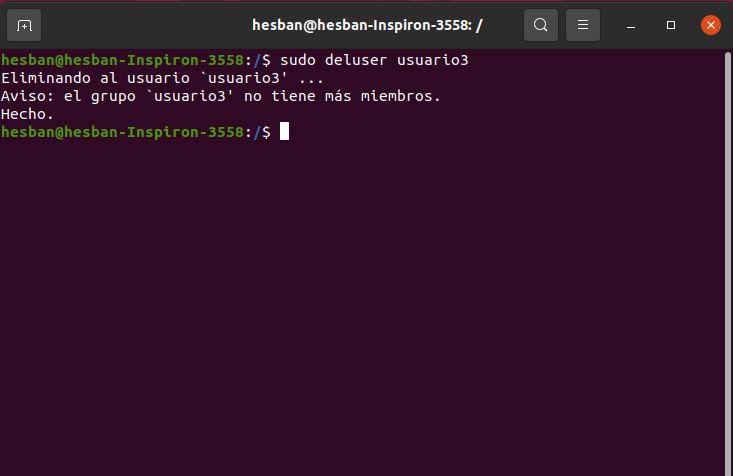 hesban@hesban-Inspiron-3558: /
hesban@hesban-Inspiron-3558:/$ sudo deluser usuario3
Eliminando al usuario `usuario3' ...
Aviso: el grupo `usuario3' no tiene más miembros.
Hecho.
hesban@hesban-Inspiron-3558:/$